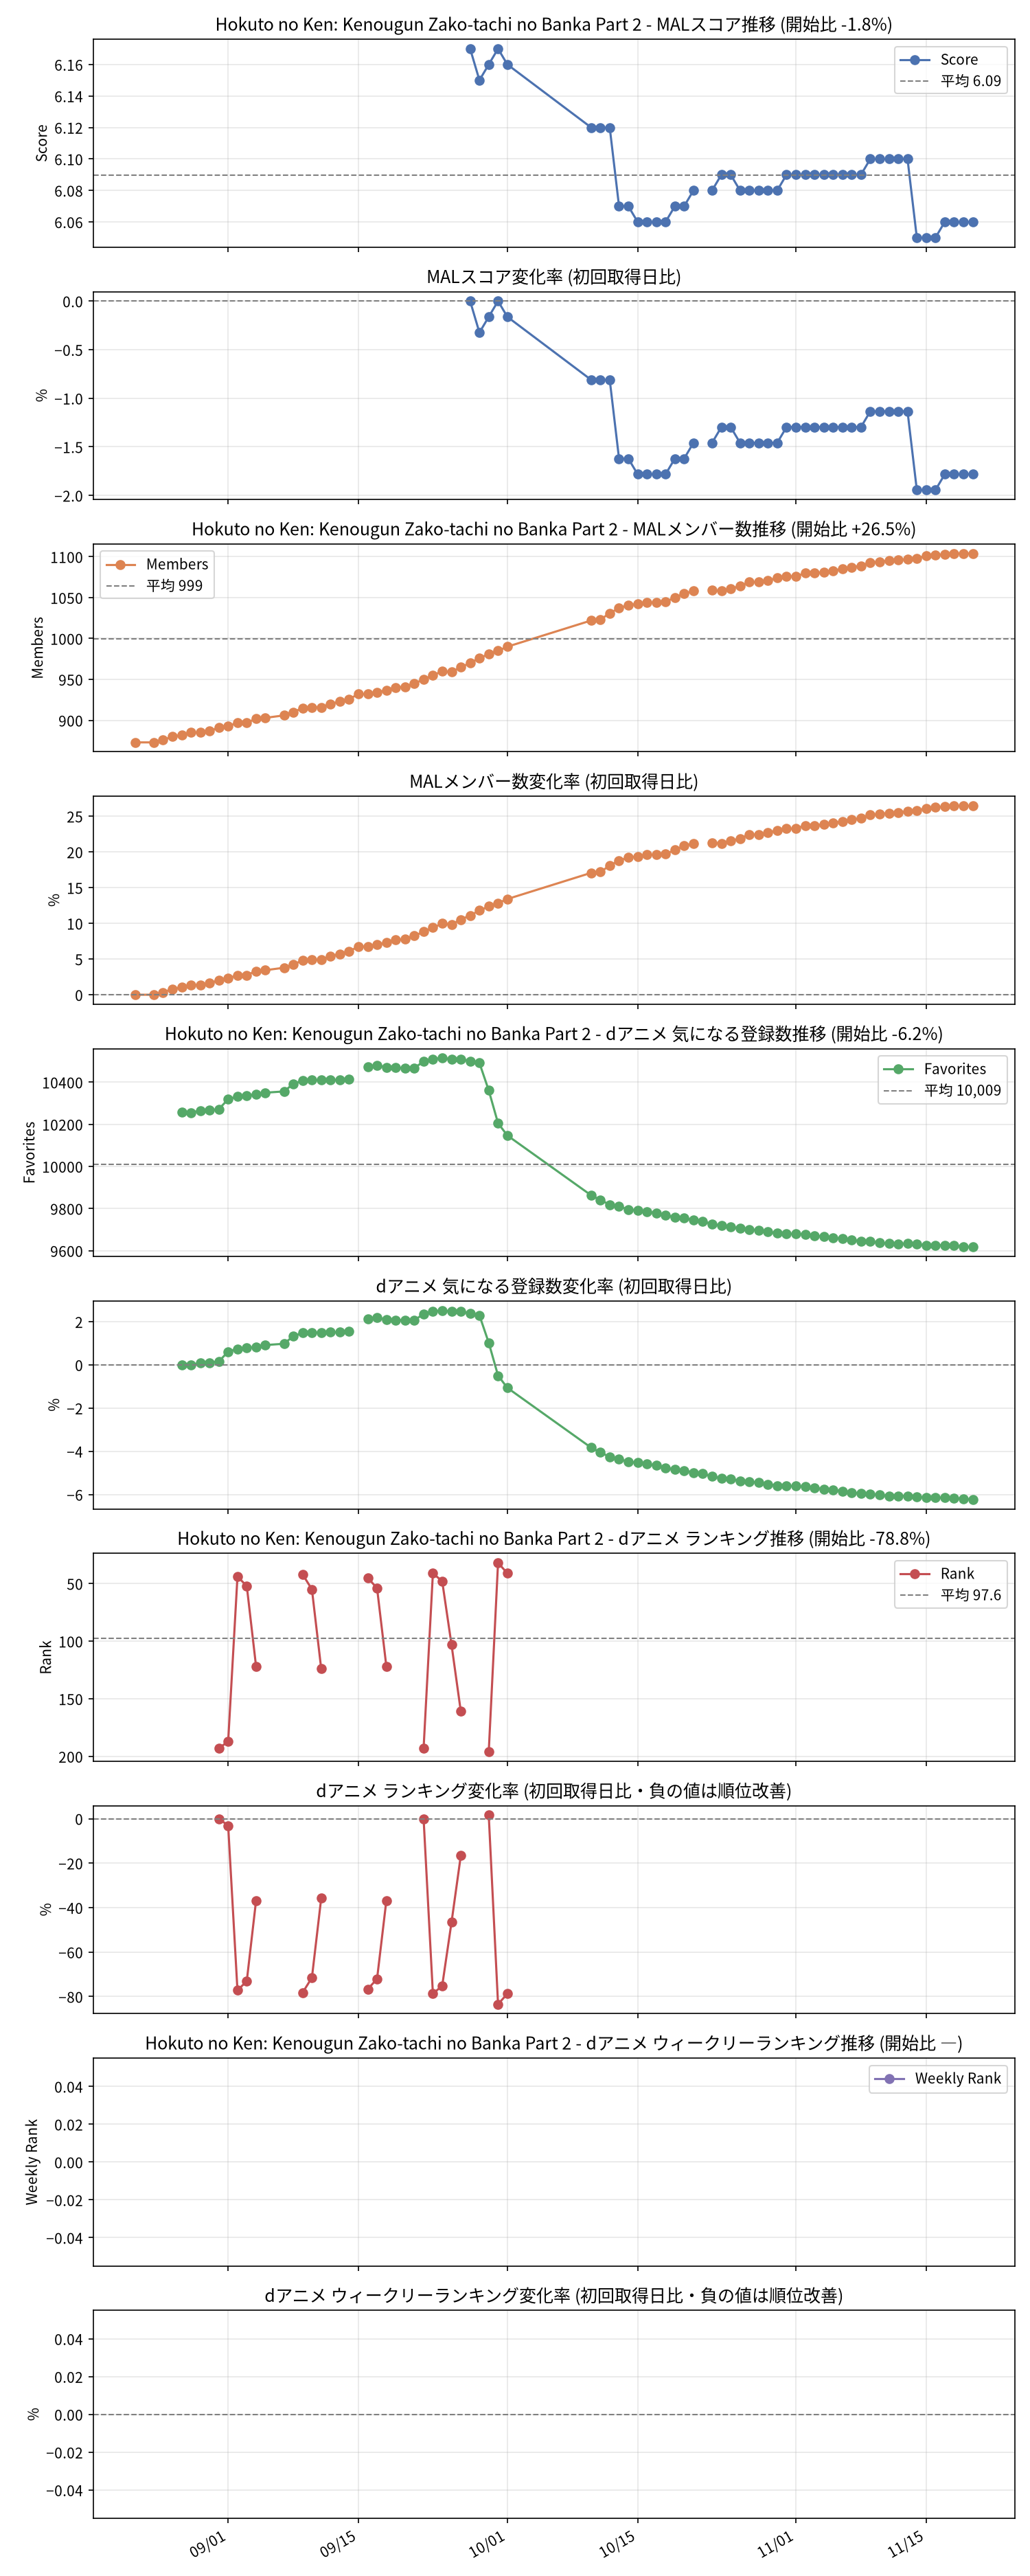 Hokuto no Ken: Kenougun Zako-tachi no Banka Part 2 - MALスコア推移 (開始比 -1.8%)
Score
平均 6.09
6.16
6.14
6.12
6.10
6.08
6.06
Score
MALスコア変化率 (初回取得日比)
0.0
−0.5
−1.0
−1.5
−2.0
%
Hokuto no Ken: Kenougun Zako-tachi no Banka Part 2 - MALメンバー数推移 (開始比 +26.5%)
Members
平均 999
1100
1050
1000
950
900
Members
MALメンバー数変化率 (初回取得日比)
25
20
15
10
5
0
%
Hokuto no Ken: Kenougun Zako-tachi no Banka Part 2 - dアニメ 気になる登録数推移 (開始比 -6.2%)
Favorites
平均 10,009
10400
10200
10000
9800
9600
Favorites
dアニメ 気になる登録数変化率 (初回取得日比)
2
0
−2
−4
−6
%
Hokuto no Ken: Kenougun Zako-tachi no Banka Part 2 - dアニメ ランキング推移 (開始比 -78.8%)
Rank
平均 97.6
50
100
150
200
Rank
dアニメ ランキング変化率 (初回取得日比・負の値は順位改善)
0
−20
−40
−60
−80
%
Hokuto no Ken: Kenougun Zako-tachi no Banka Part 2 - dアニメ ウィークリーランキング推移 (開始比 —)
Weekly Rank
0.04
0.02
0.00
−0.02
−0.04
Weekly Rank
dアニメ ウィークリーランキング変化率 (初回取得日比・負の値は順位改善)
0.04
0.02
0.00
−0.02
−0.04
%
09/01
09/15
10/01
10/15
11/01
11/15